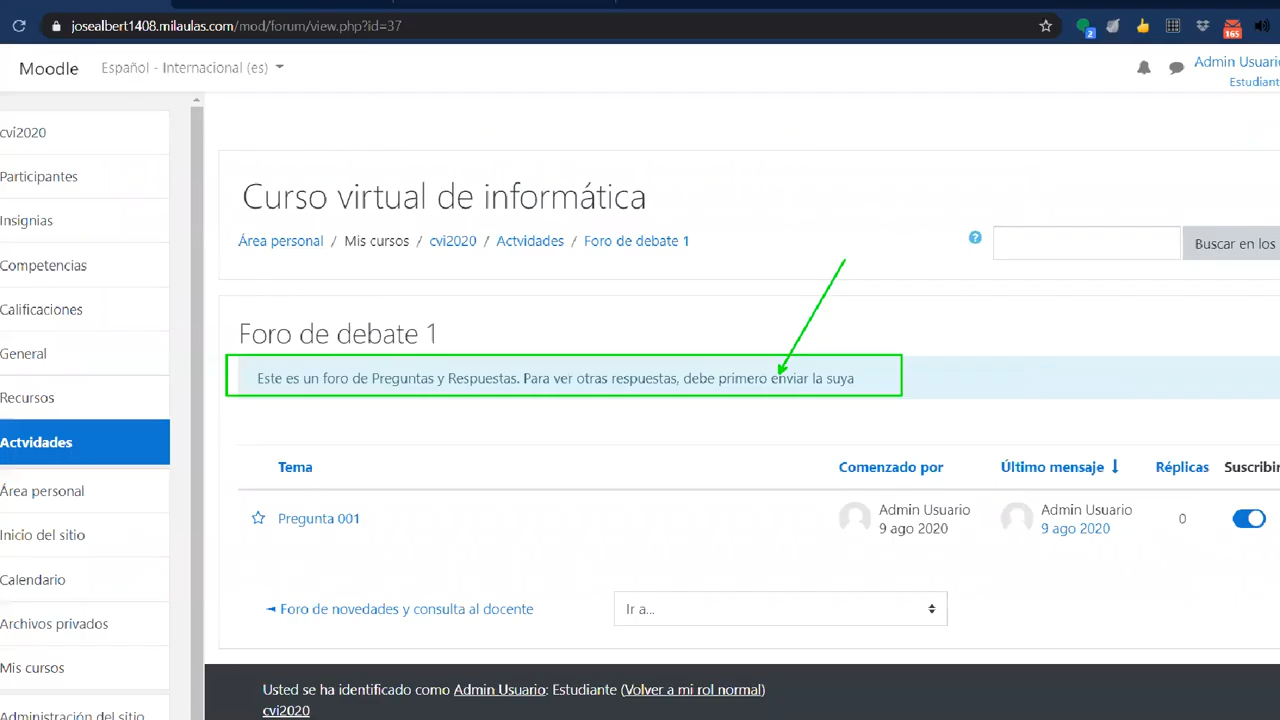 josealbert1408.milaulas.com/mod/forum/view.php?id=37
2
165
Moodle
Español - Internacional (es)
Admin Usuario
Estudiante
cvi2020
Participantes
Insignias
Competencias
Calificaciones
General
Recursos
Actvidades
Área personal
Inicio del sitio
Calendario
Archivos privados
Mis cursos
Administración del sitio
Curso virtual de informática
Área personal / Mis cursos / cvi2020 / Actvidades / Foro de debate 1
Buscar en los
Foro de debate 1
Este es un foro de Preguntas y Respuestas. Para ver otras respuestas, debe primero enviar la suya
Tema Comenzado por Último mensaje Réplicas Suscribir
Pregunta 001
Admin Usuario
9 ago 2020
Admin Usuario
9 ago 2020
0
◄ Foro de novedades y consulta al docente
Ir a...
Usted se ha identificado como Admin Usuario: Estudiante (Volver a mi rol normal)
cvi2020